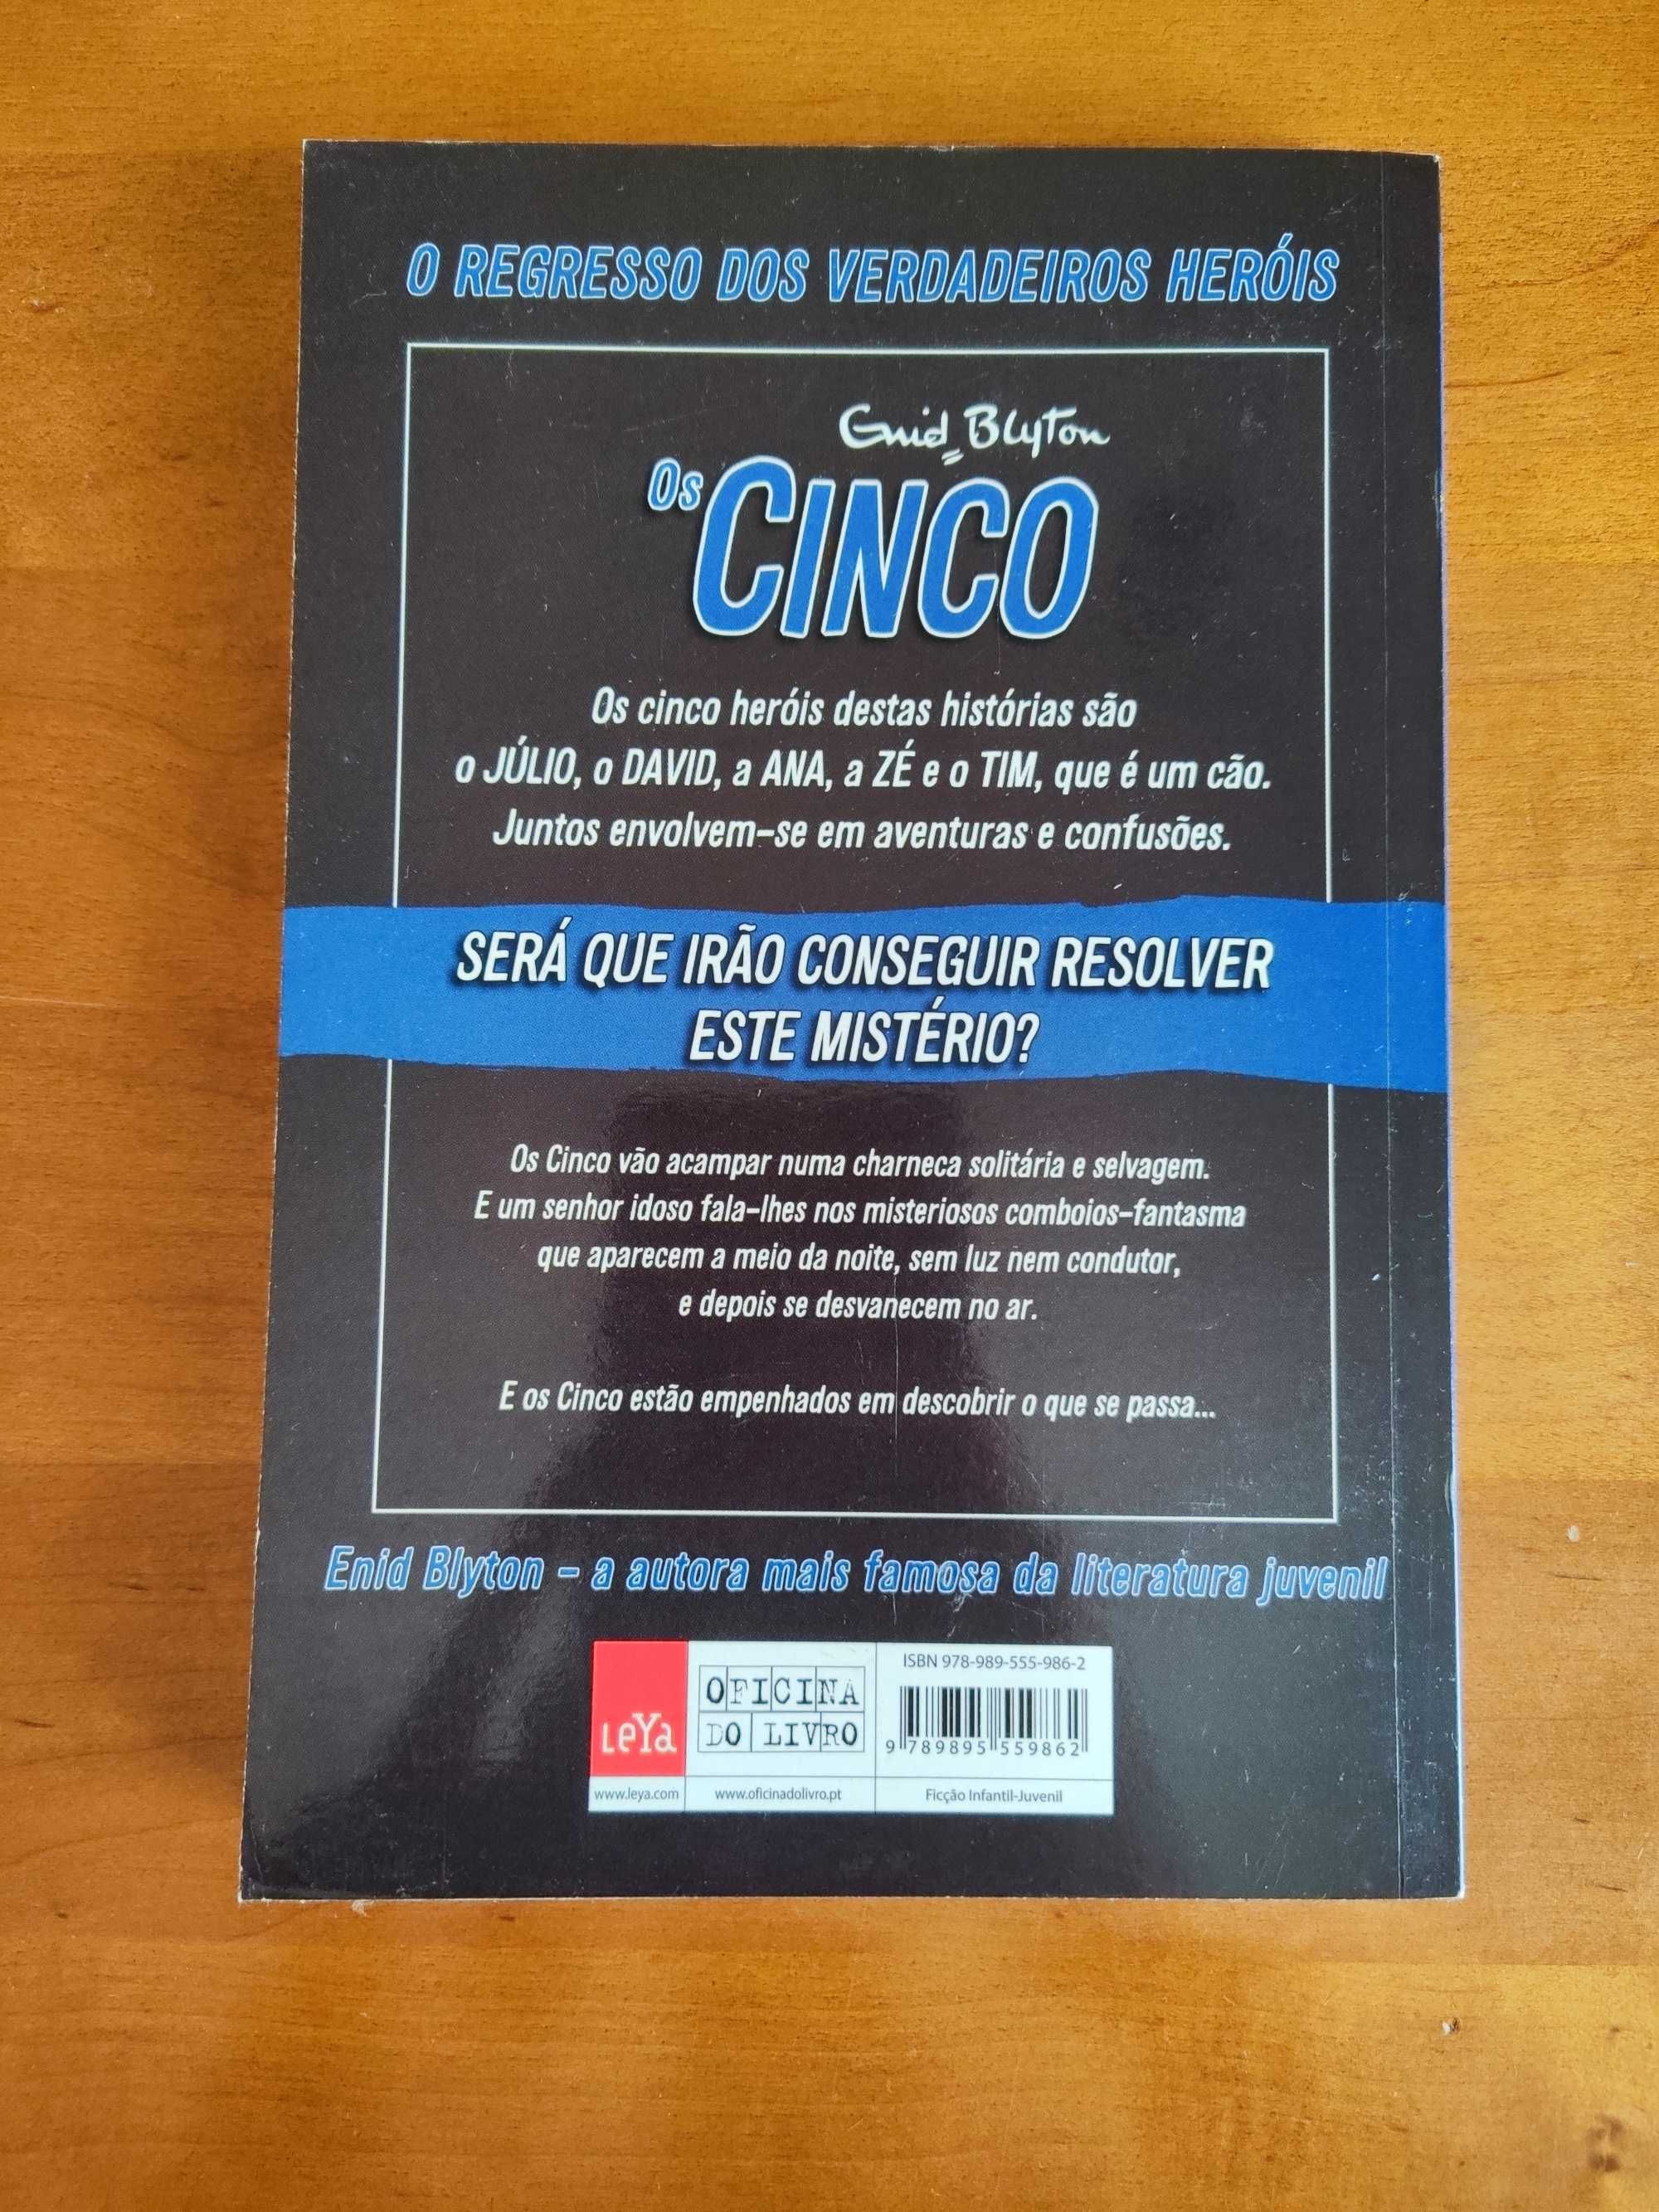 O REGRESSO DOS VERDADEIROS HERÓIS
Enid Blyton
Os CINCO
Os cinco heróis destas histórias são
o JÚLIO, o DAVID, a ANA, a ZÉ e o TIM, que é um cão.
Juntos envolvem-se em aventuras e confusões.
SERÁ QUE IRÃO CONSEGUIR RESOLVER
ESTE MISTÉRIO?
Os Cinco vão acampar numa charneca solitária e selvagem.
E um senhor idoso fala-lhes nos misteriosos comboios-fantasma
que aparecem a meio da noite, sem luz nem condutor,
e depois se desvanecem no ar.
E os Cinco estão empenhados em descobrir o que se passa...
Enid Blyton – a autora mais famosa da literatura juvenil
LEYA
www.leya.com
OFICINA
DO LIVRO
www.oficinadolivro.pt
ISBN 978-989-555-986-2
9 789895 559862
Ficção Infantil-Juvenil